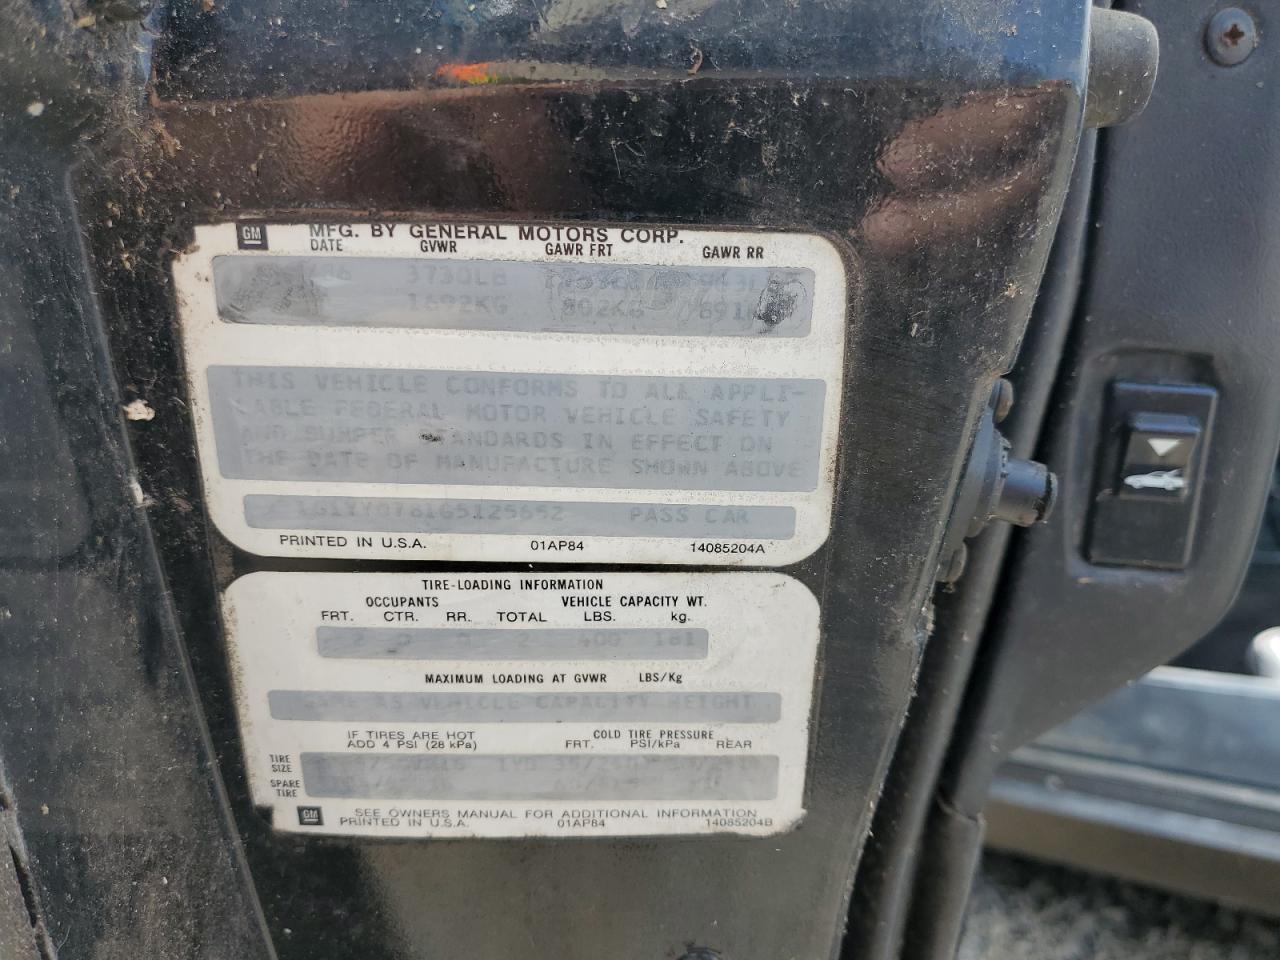 GM MFG. BY GENERAL MOTORS CORP.
DATE GVWR GAWR FRT GAWR RR
3730LB
1692KG 802KG
THIS VEHICLE CONFORMS TO ALL APPLI-
CABLE FEDERAL MOTOR VEHICLE SAFETY
AND BUMPER STANDARDS IN EFFECT ON
THE DATE OF MANUFACTURE SHOWN ABOVE
PASS CAR
PRINTED IN U.S.A. 01AP84 14085204A
TIRE-LOADING INFORMATION
OCCUPANTS VEHICLE CAPACITY WT.
FRT. CTR. RR. TOTAL LBS. kg.
2 0 0 2 400 181
MAXIMUM LOADING AT GVWR LBS/Kg
SAME AS VEHICLE CAPACITY WEIGHT
IF TIRES ARE HOT COLD TIRE PRESSURE
ADD 4 PSI (28 kPa) FRT. PSI/kPa REAR
TIRE SIZE
SPARE TIRE
GM SEE OWNERS MANUAL FOR ADDITIONAL INFORMATION
PRINTED IN U.S.A. 01AP84 14085204B